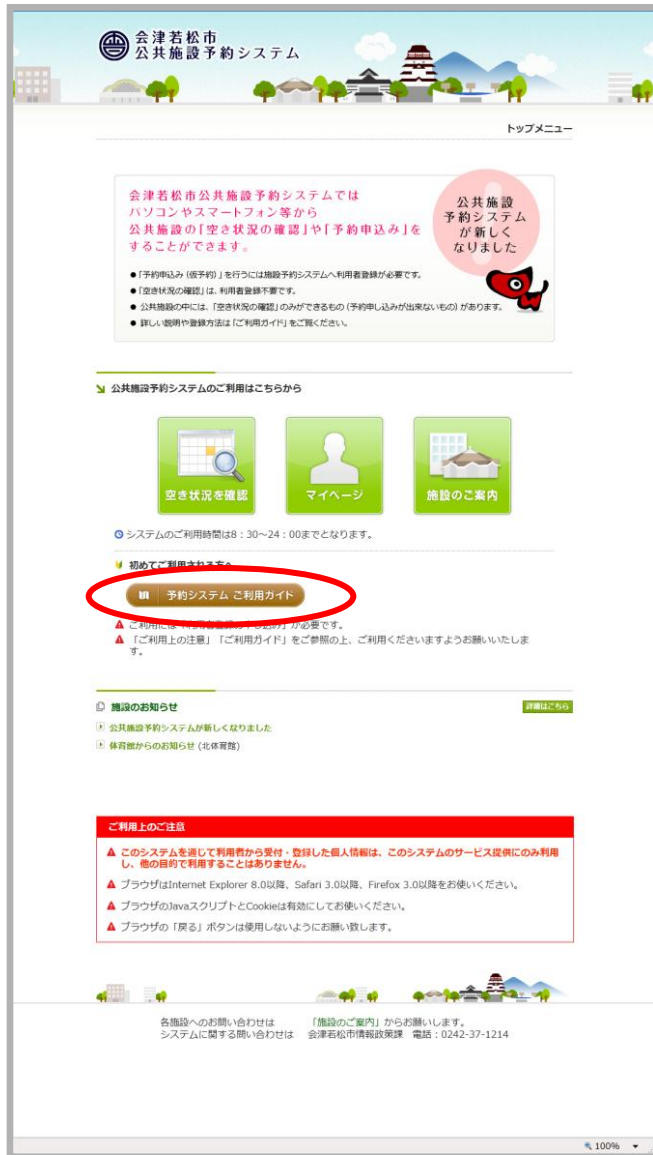 会津若松市
公共施設予約システム
トップメニュー
会津若松市公共施設予約システムでは
パソコンやスマートフォン等から
公共施設の「空き状況の確認」や「予約申込み」を
することができます。
公共施設
予約システム
が新しく
なりました
●「予約申込み（仮予約）」を行うには施設予約システムへ利用者登録が必要です。
●「空き状況の確認」は、利用者登録不要です。
● 公共施設の中には、「空き状況の確認」のみができるもの（予約申し込みが出来ないもの）があります。
● 詳しい説明や登録方法は「ご利用ガイド」をご覧ください。
公共施設予約システムのご利用はこちらから
空き状況を確認
マイページ
施設のご案内
システムのご利用時間は8：30～24：00までとなります。
初めてご利用される方へ
予約システム ご利用ガイド
ご利用には「利用者登録の申し込み」が必要です。
「ご利用上の注意」「ご利用ガイド」をご参照の上、ご利用くださいますようお願いいたしま
す。
施設のお知らせ
詳細はこちら
公共施設予約システムが新しくなりました
体育館からのお知らせ (北体育館)
ご利用上のご注意
このシステムを通じて利用者から受付・登録した個人情報は、このシステムのサービス提供にのみ利用
し、他の目的で利用することはありません。
ブラウザはInternet Explorer 8.0以降、Safari 3.0以降、Firefox 3.0以降をお使いください。
ブラウザのJavaスクリプトとCookieは有効にしてお使いください。
ブラウザの「戻る」ボタンは使用しないようにお願い致します。
各施設へのお問い合わせは 「施設のご案内」からお願いします。
システムに関する問い合わせは 会津若松市情報政策課 電話：0242-37-1214
100%